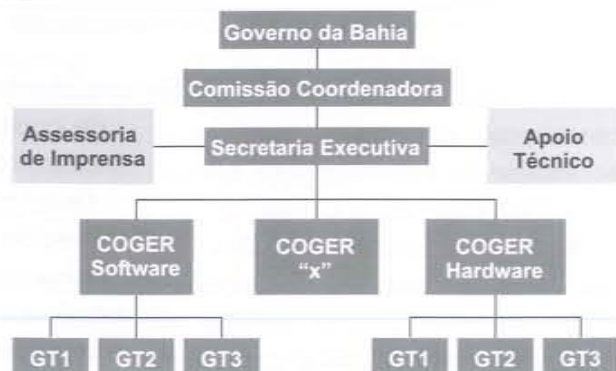 Governo da Bahia
Comissão Coordenadora
Assessoria
de Imprensa
Secretaria Executiva
Apoio
Técnico
COGER
Software
COGER
"x"
COGER
Hardware
GT1
GT2
GT3
GT1
GT2
GT3